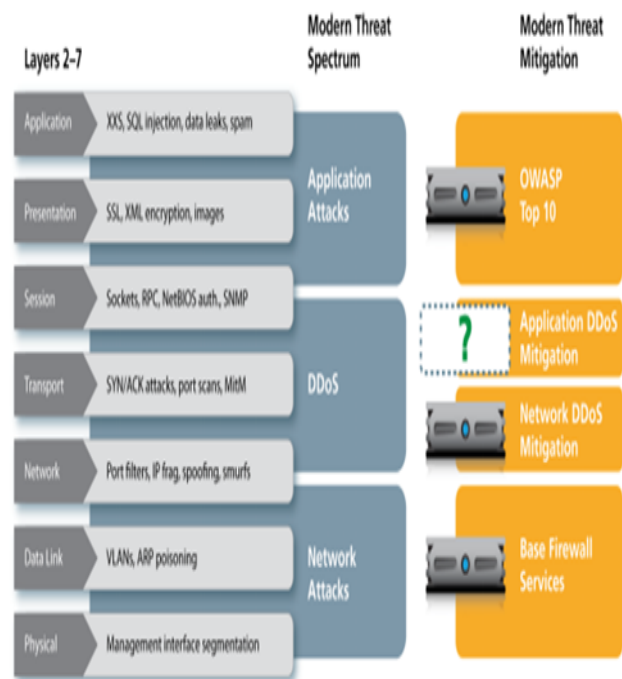 Layers 2–7
Modern Threat
Spectrum
Modern Threat
Mitigation
Application
XXS, SQL injection, data leaks, spam
Presentation
SSL, XML encryption, images
Session
Sockets, RPC, NetBIOS auth., SNMP
Transport
SYN/ACK attacks, port scans, MitM
Network
Port filters, IP frag, spoofing, smurfs
Data Link
VLANs, ARP poisoning
Physical
Management interface segmentation
Application
Attacks
DDoS
Network
Attacks
OWASP
Top 10
?
Application DDoS
Mitigation
Network DDoS
Mitigation
Base Firewall
Services